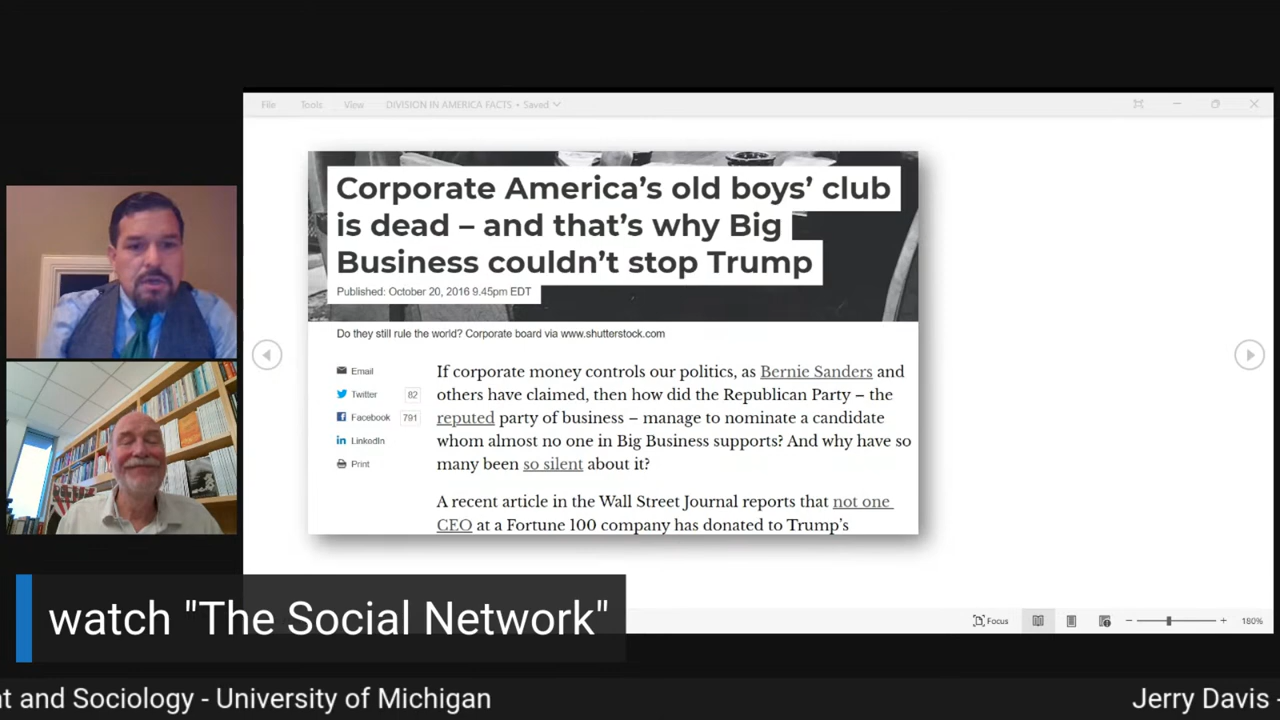 File Tools View DIVISION IN AMERICA FACTS • Saved
Corporate America's old boys' club
is dead – and that's why Big
Business couldn't stop Trump
Published: October 20, 2016 9.45pm EDT
Do they still rule the world? Corporate board via www.shutterstock.com
Email
Twitter 82
Facebook 791
LinkedIn
Print
If corporate money controls our politics, as Bernie Sanders and
others have claimed, then how did the Republican Party – the
reputed party of business – manage to nominate a candidate
whom almost no one in Big Business supports? And why have so
many been so silent about it?
A recent article in the Wall Street Journal reports that not one
CEO at a Fortune 100 company has donated to Trump's
Focus − + 180%
watch "The Social Network"
t and Sociology - University of Michigan
Jerry Davis -